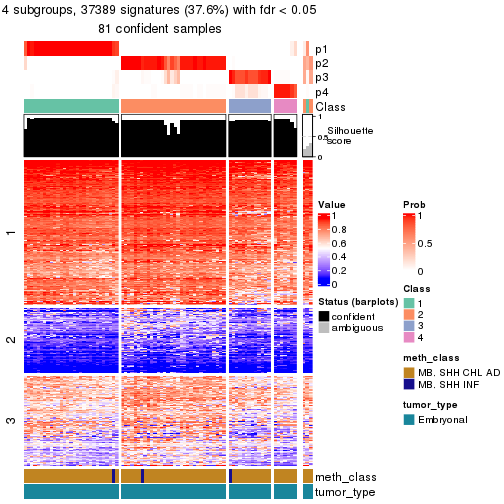 4 subgroups, 37389 signatures (37.6%) with fdr < 0.05
81 confident samples
p1
p2
p3
p4
Class
1
0.5
0
Silhouette
score
1
2
3
meth_class
tumor_type
Value
1
0.8
0.6
0.4
0.2
0
Status (barplots)
confident
ambiguous
Prob
1
0.5
0
Class
1
2
3
4
meth_class
MB. SHH CHL AD
MB. SHH INF
tumor_type
Embryonal